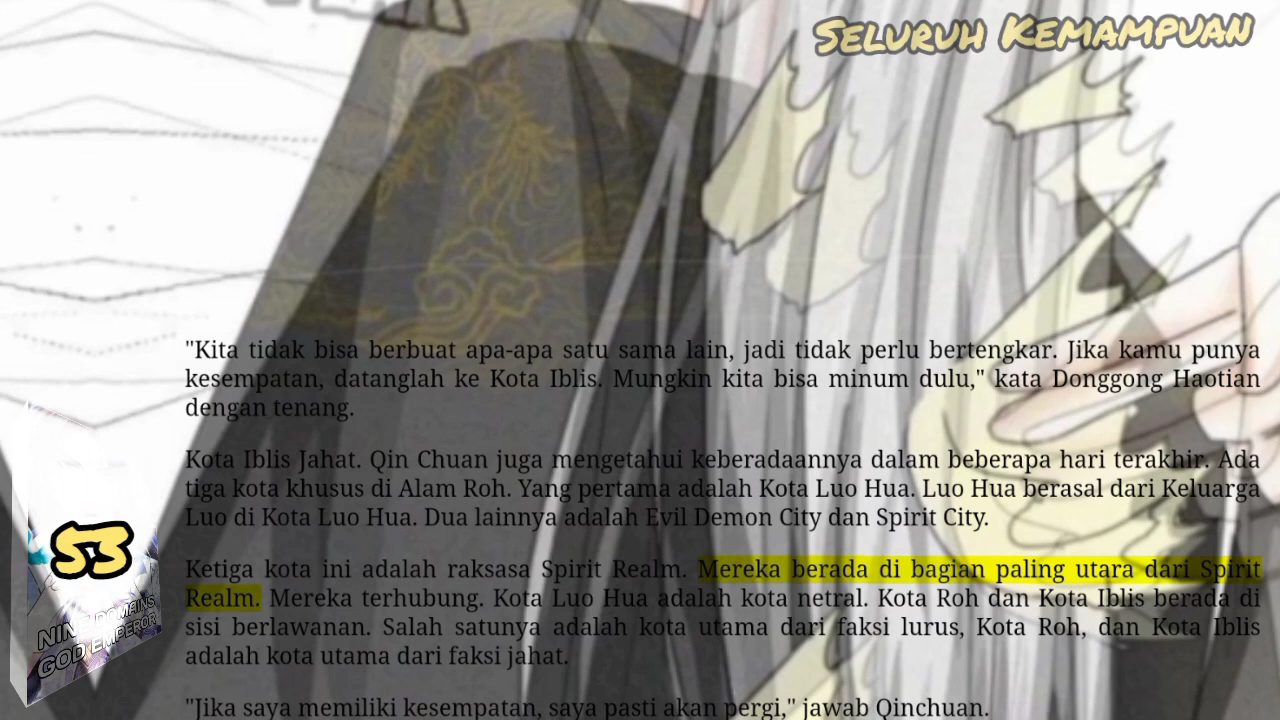 Seluruh Kemampuan
"Kita tidak bisa berbuat apa-apa satu sama lain, jadi tidak perlu bertengkar. Jika kamu punya
kesempatan, datanglah ke Kota Iblis. Mungkin kita bisa minum dulu," kata Donggong Haotian
dengan tenang.
Kota Iblis Jahat. Qin Chuan juga mengetahui keberadaannya dalam beberapa hari terakhir. Ada
tiga kota khusus di Alam Roh. Yang pertama adalah Kota Luo Hua. Luo Hua berasal dari Keluarga
Luo di Kota Luo Hua. Dua lainnya adalah Evil Demon City dan Spirit City.
Ketiga kota ini adalah raksasa Spirit Realm. Mereka berada di bagian paling utara dari Spirit
Realm. Mereka terhubung. Kota Luo Hua adalah kota netral. Kota Roh dan Kota Iblis berada di
sisi berlawanan. Salah satunya adalah kota utama dari faksi lurus, Kota Roh, dan Kota Iblis
adalah kota utama dari faksi jahat.
"Jika saya memiliki kesempatan, saya pasti akan pergi," jawab Qinchuan.
53
NINE DOMAINS
GOD EMPEROR